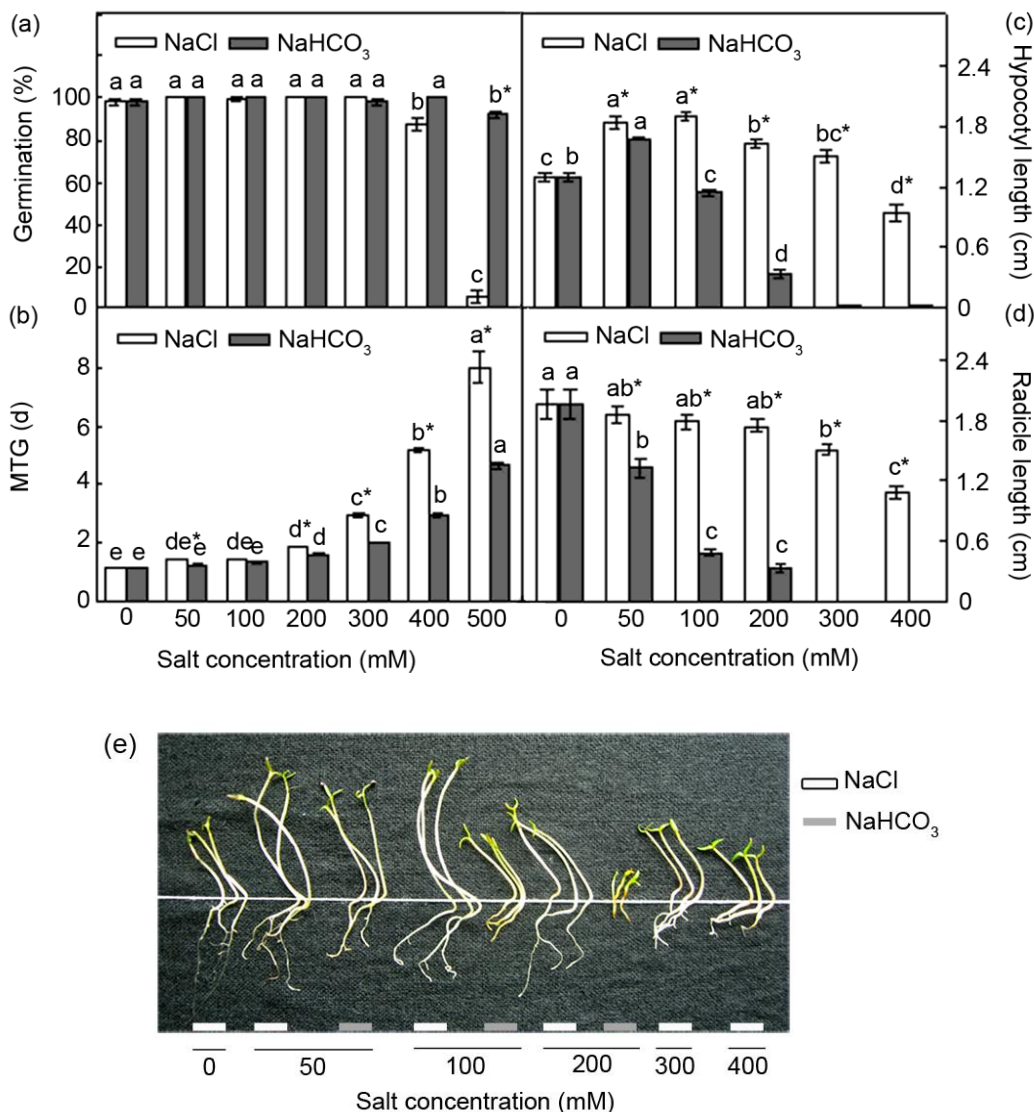 (a)
NaCl NaHCO₃
Germination (%)
100
80
60
40
20
0
a a a a a a a a a a b a c b*
(c)
NaCl NaHCO₃
Hypocotyl length (cm)
2.4
1.8
1.2
0.6
0
c b a* a a* c b* d bc* d*
(b)
NaCl NaHCO₃
MTG (d)
8
6
4
2
0
e e de* e de e d* d c* c b* b a* a
0 50 100 200 300 400 500
Salt concentration (mM)
(d)
NaCl NaHCO₃
Radicle length (cm)
2.4
1.8
1.2
0.6
0
a a ab* b ab* c ab* c b* c*
0 50 100 200 300 400
Salt concentration (mM)
(e)
NaCl
NaHCO₃
0 50 100 200 300 400
Salt concentration (mM)